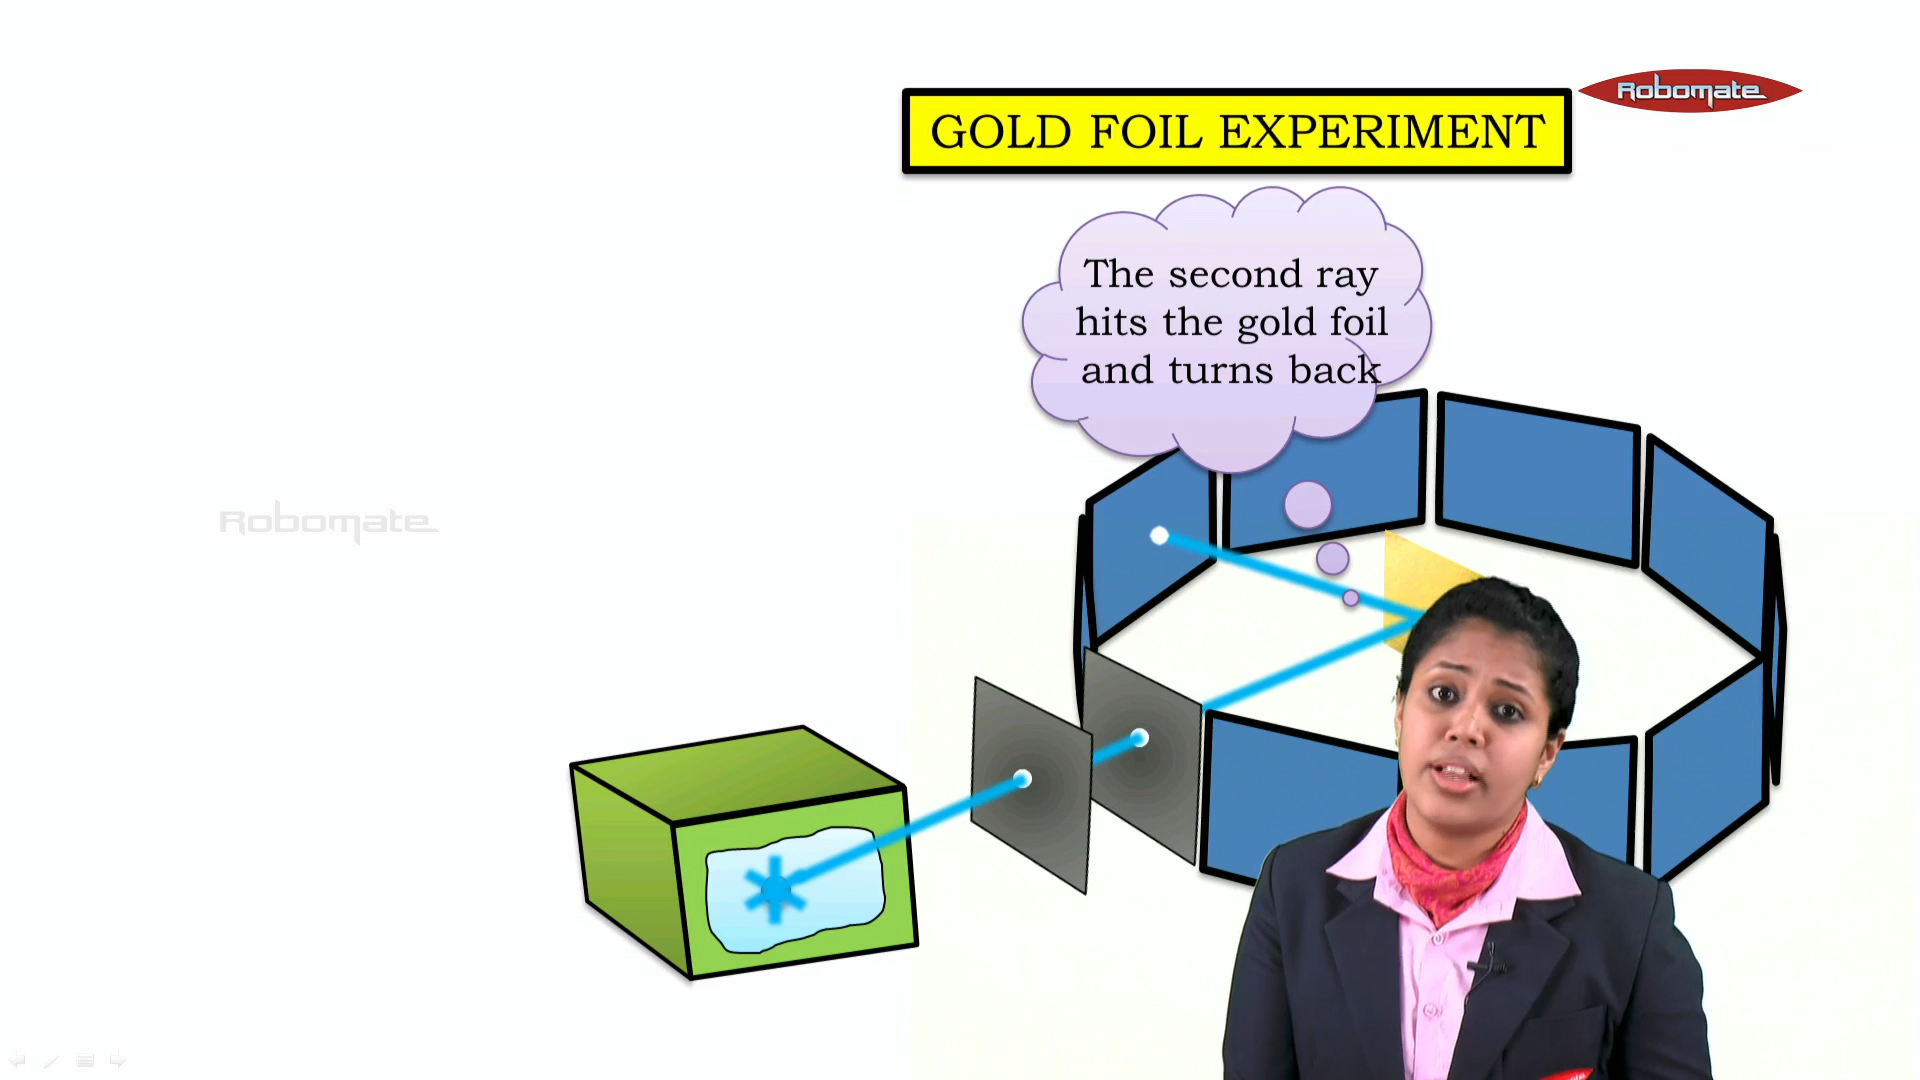 GOLD FOIL EXPERIMENT
Robomate
The second ray
hits the gold foil
and turns back
Robomate